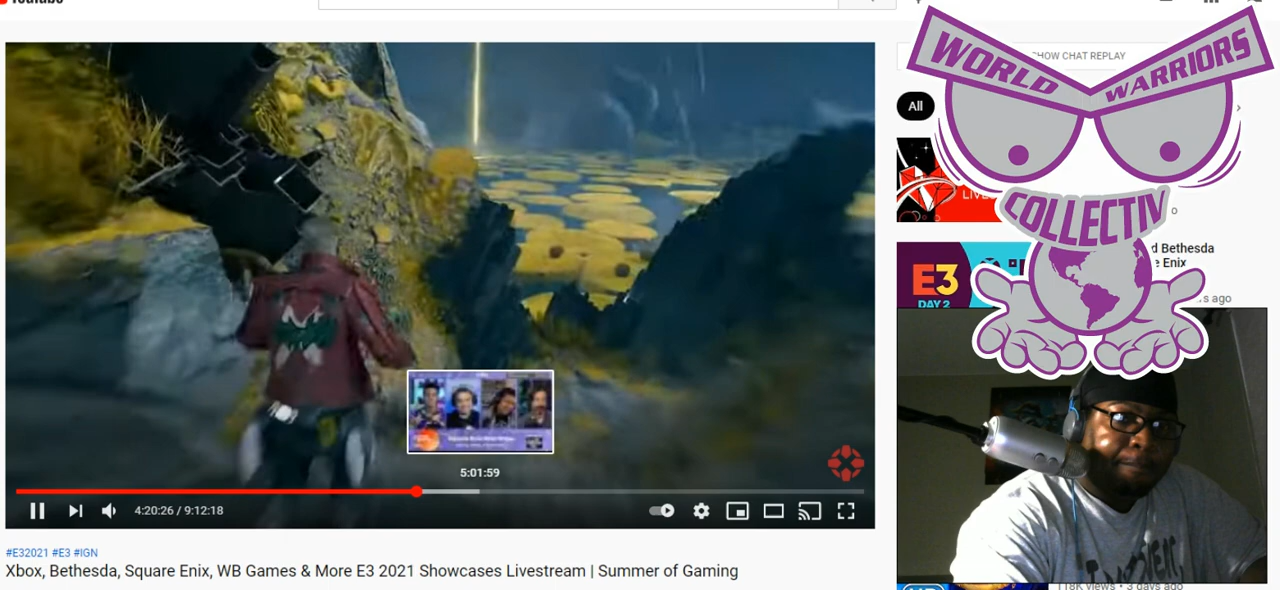 WORLD WARRIORS
SHOW CHAT REPLAY
All
LIVE
COLLECTIV
d Bethesda
e Enix
E3
DAY 2
s ago
5:01:59
4:20:26 / 9:12:18
#E32021 #E3 #IGN
Xbox, Bethesda, Square Enix, WB Games & More E3 2021 Showcases Livestream | Summer of Gaming
118K views • 3 days ago